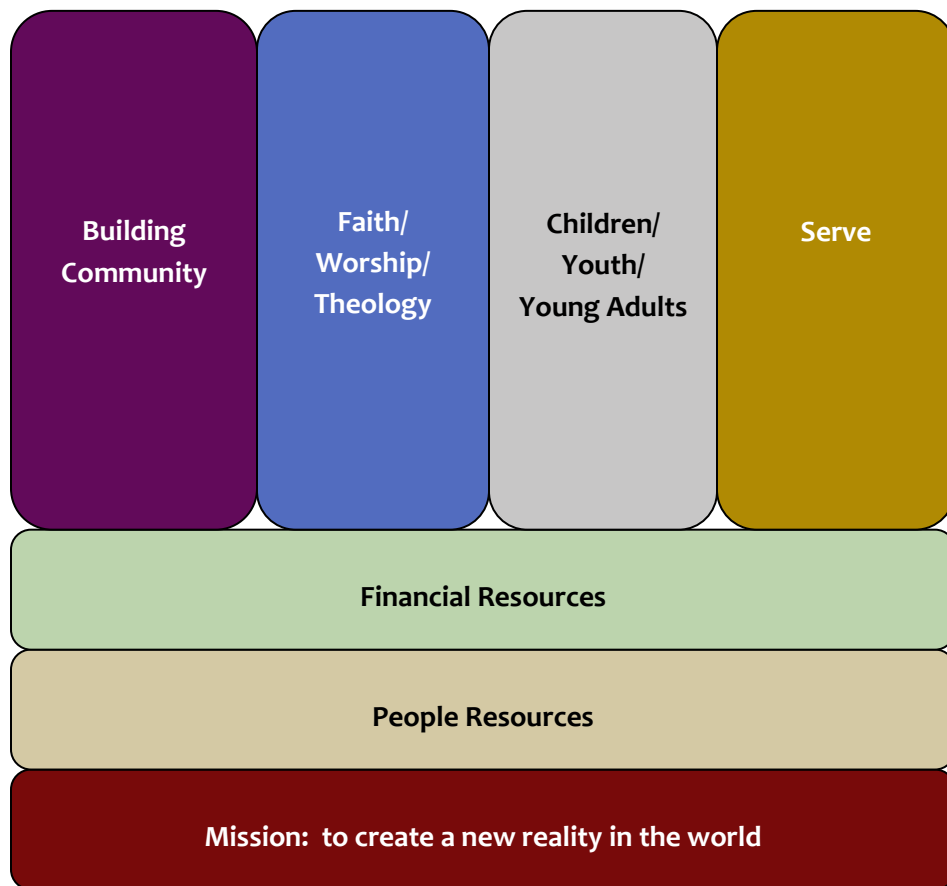 Building
Community
Faith/
Worship/
Theology
Children/
Youth/
Young Adults
Serve
Financial Resources
People Resources
Mission:  to create a new reality in the world